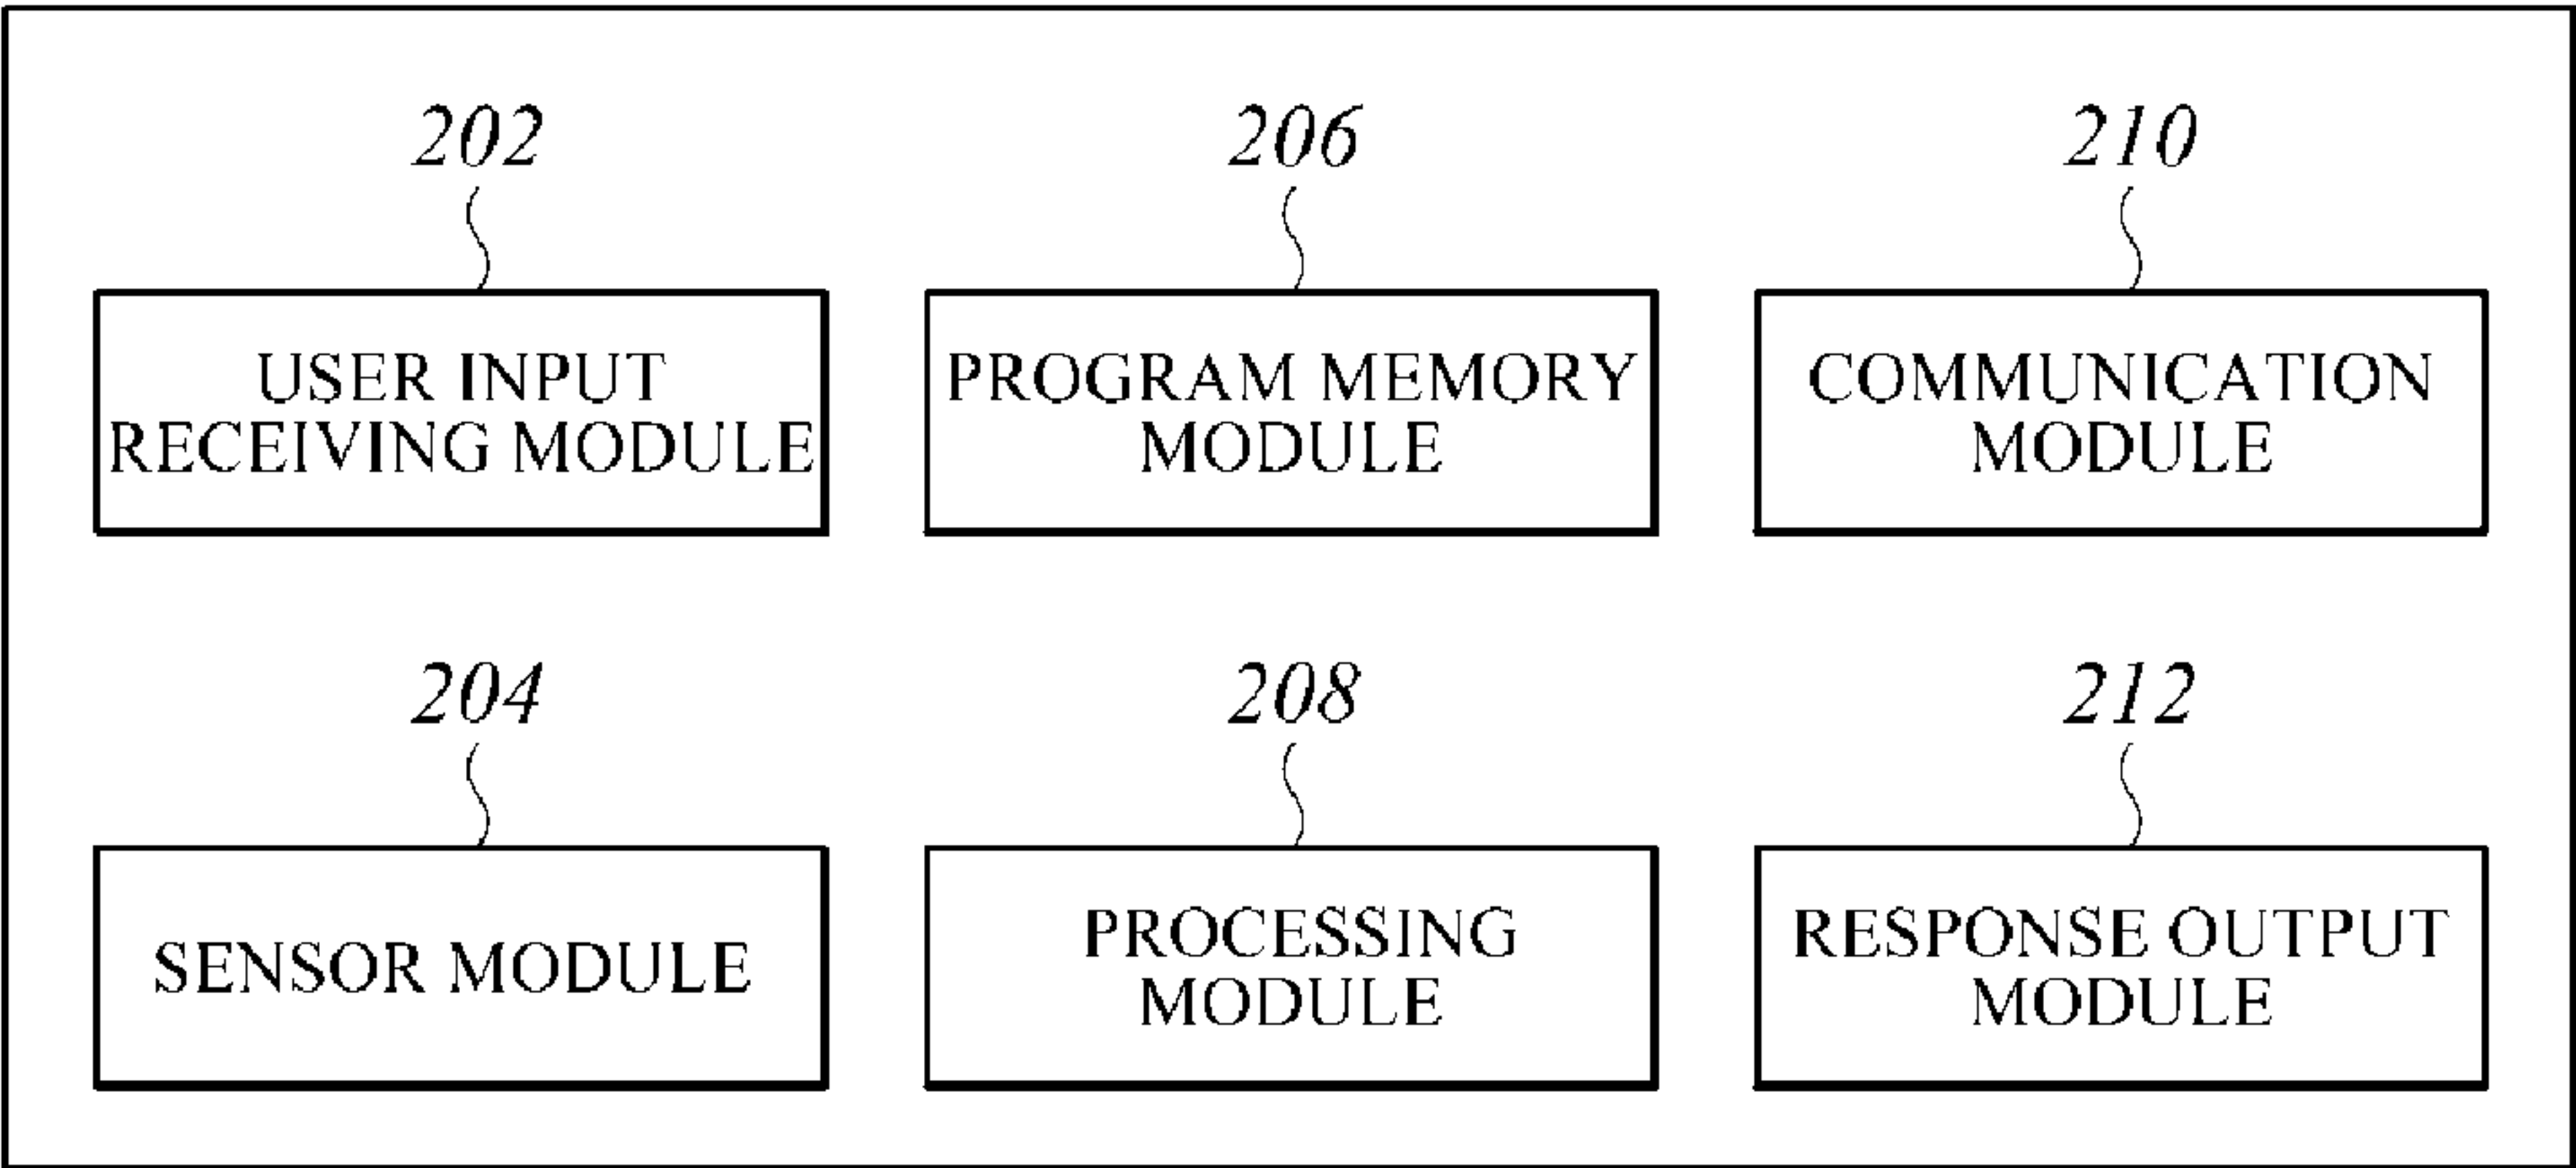 202
206
210
USER INPUT
RECEIVING MODULE
PROGRAM MEMORY
MODULE
COMMUNICATION
MODULE
204
208
212
SENSOR MODULE
PROCESSING
MODULE
RESPONSE OUTPUT
MODULE